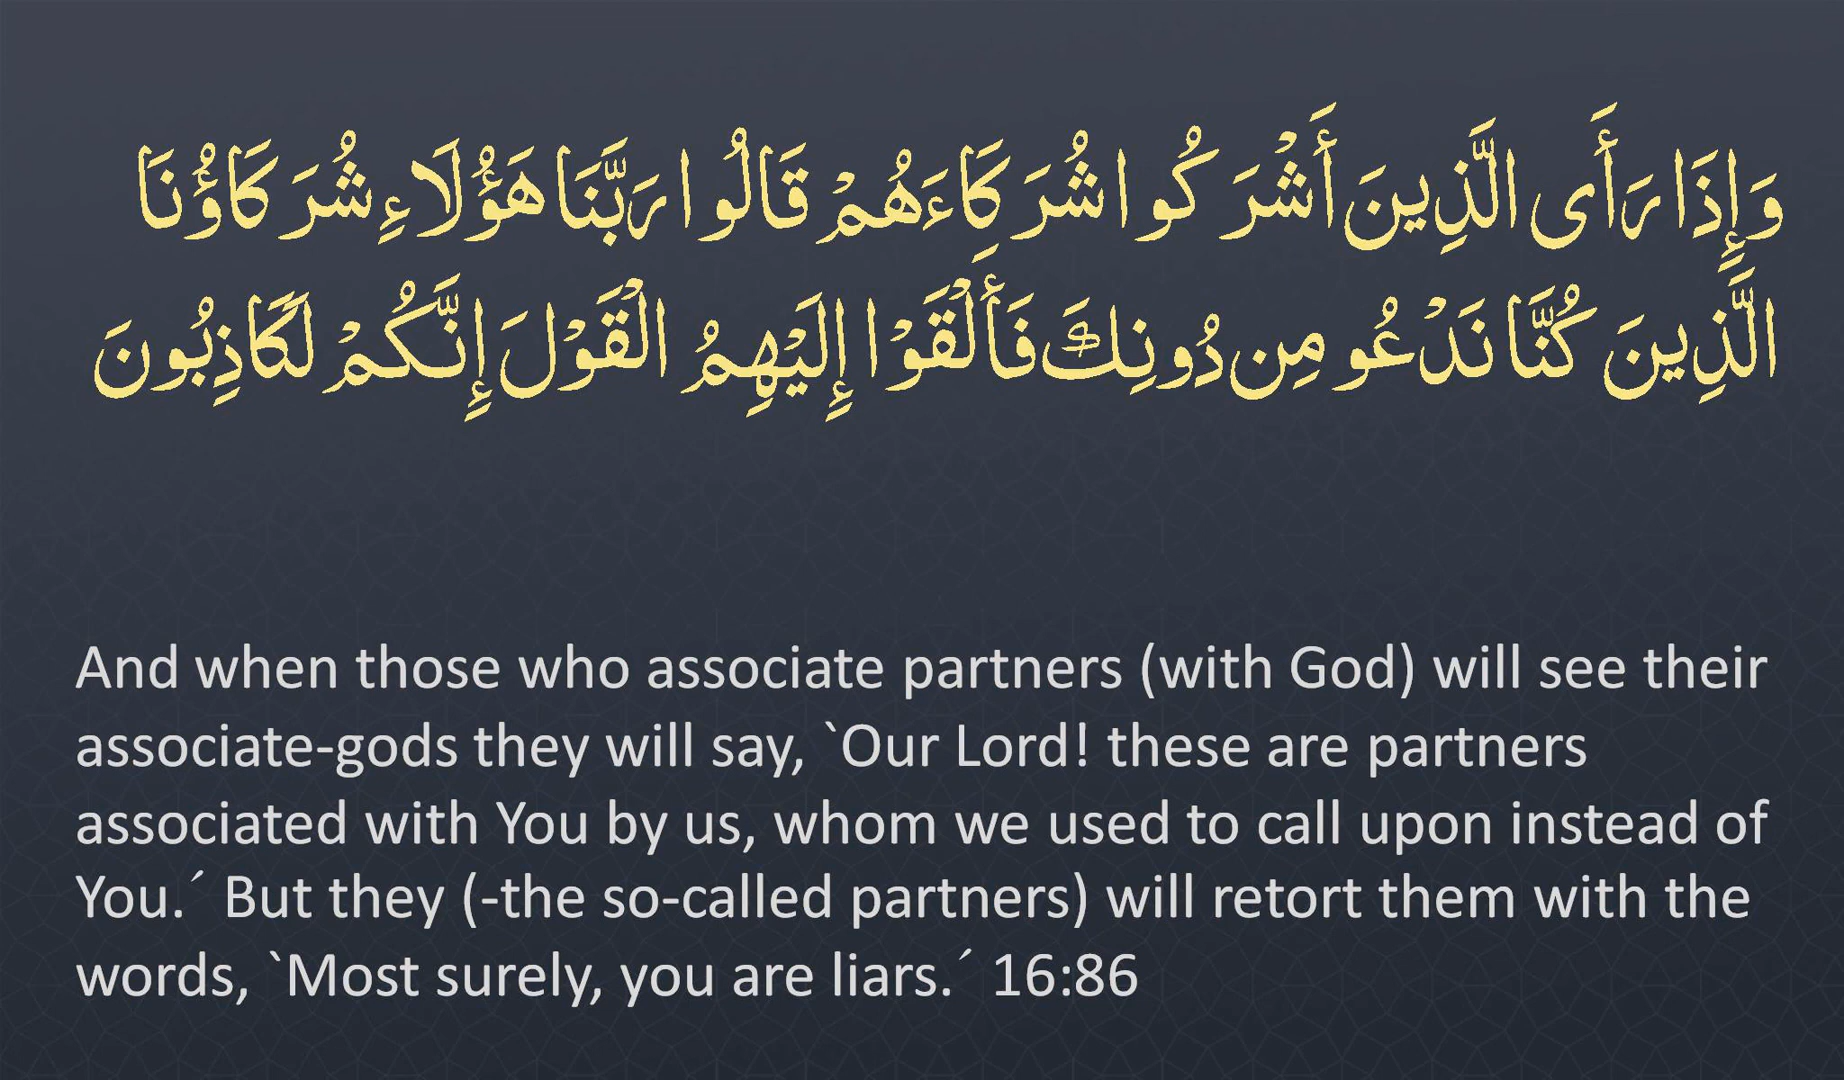 وَإِذَا رَأَى الَّذِينَ أَشْرَكُوا شُرَكَاءَهُمْ قَالُوا رَبَّنَا هَؤُلَاءِ شُرَكَاؤُنَا
الَّذِينَ كُنَّا نَدْعُو مِن دُونِكَ فَأَلْقَوْا إِلَيْهِمُ الْقَوْلَ إِنَّكُمْ لَكَاذِبُونَ
And when those who associate partners (with God) will see their
associate-gods they will say, `Our Lord! these are partners
associated with You by us, whom we used to call upon instead of
You.´ But they (-the so-called partners) will retort them with the
words, `Most surely, you are liars.´ 16:86